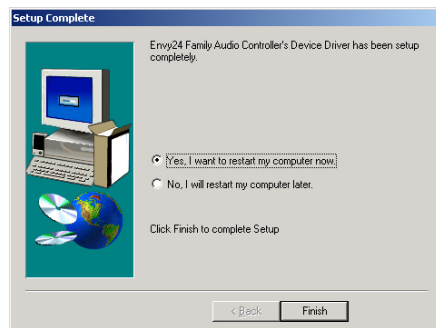 Setup Complete
Envy24 Family Audio Controller's Device Driver has been setup
completely.
Yes, I want to restart my computer now.
No, I will restart my computer later.
Click Finish to complete Setup
< Back
Finish